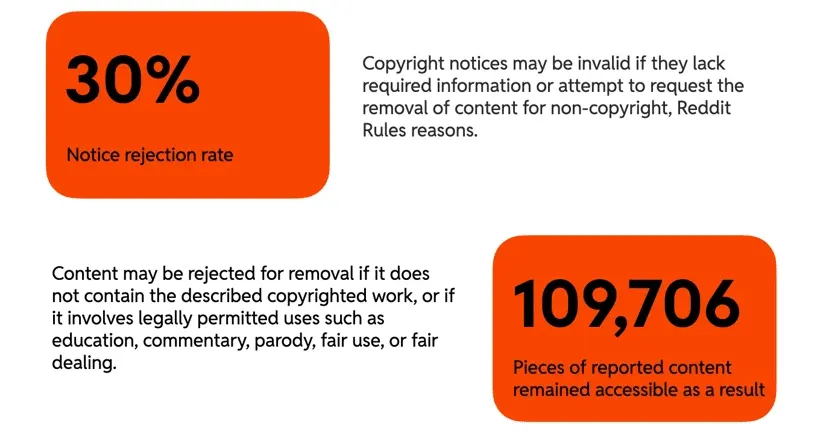 30%
Notice rejection rate
Copyright notices may be invalid if they lack
required information or attempt to request the
removal of content for non-copyright, Reddit
Rules reasons.
Content may be rejected for removal if it does
not contain the described copyrighted work, or if
it involves legally permitted uses such as
education, commentary, parody, fair use, or fair
dealing.
109,706
Pieces of reported content
remained accessible as a result